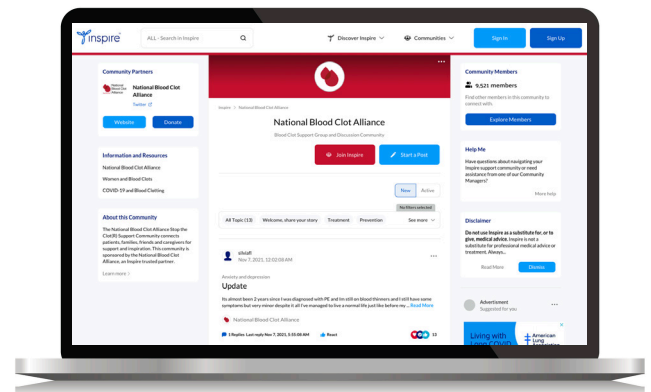 inspire
ALL - Search in Inspire
Discover Inspire
Communities
Sign In
Sign Up
Community Partners
National Blood Clot Alliance
National Blood Clot
Alliance
Twitter
Website
Donate
Information and Resources
National Blood Clot Alliance
Women and Blood Clots
COVID-19 and Blood Clotting
About this Community
The National Blood Clot Alliance Stop the
Clot(R) Support Community connects
patients, families, friends and caregivers for
support and inspiration. This community is
sponsored by the National Blood Clot
Alliance, an Inspire trusted partner.
Learn more >
Inspire > National Blood Clot Alliance
National Blood Clot Alliance
Blood Clot Support Group and Discussion Community
Join Inspire
Start a Post
New
Active
No filters selected
All Topic (13)
Welcome, share your story
Treatment
Prevention
See more
Nov 7, 2021, 12:02:08 AM
Anxiety and depression
Update
Its almost been 2 years since I was diagnosed with PE and Im still on blood thinners and I still have some
symptoms but very minor despite it all I've managed to live a normal life just like before my ... Read More
National Blood Clot Alliance
1 Replies Last reply Nov 7, 2021, 5:55:08 AM
React
13
Community Members
9,521 members
Find other members in this community to
connect with.
Explore Members
Help Me
Have questions about navigating your
Inspire support community or need
assistance from one of our Community
Managers?
More help
Disclaimer
Do not use Inspire as a substitute for, or to
give, medical advice. Inspire is not a
substitute for professional medical advice or
treatment. Always...
Read More
Dismiss
Advertisment
Suggested for you
Living with
Long COVID
American
Lung
Association